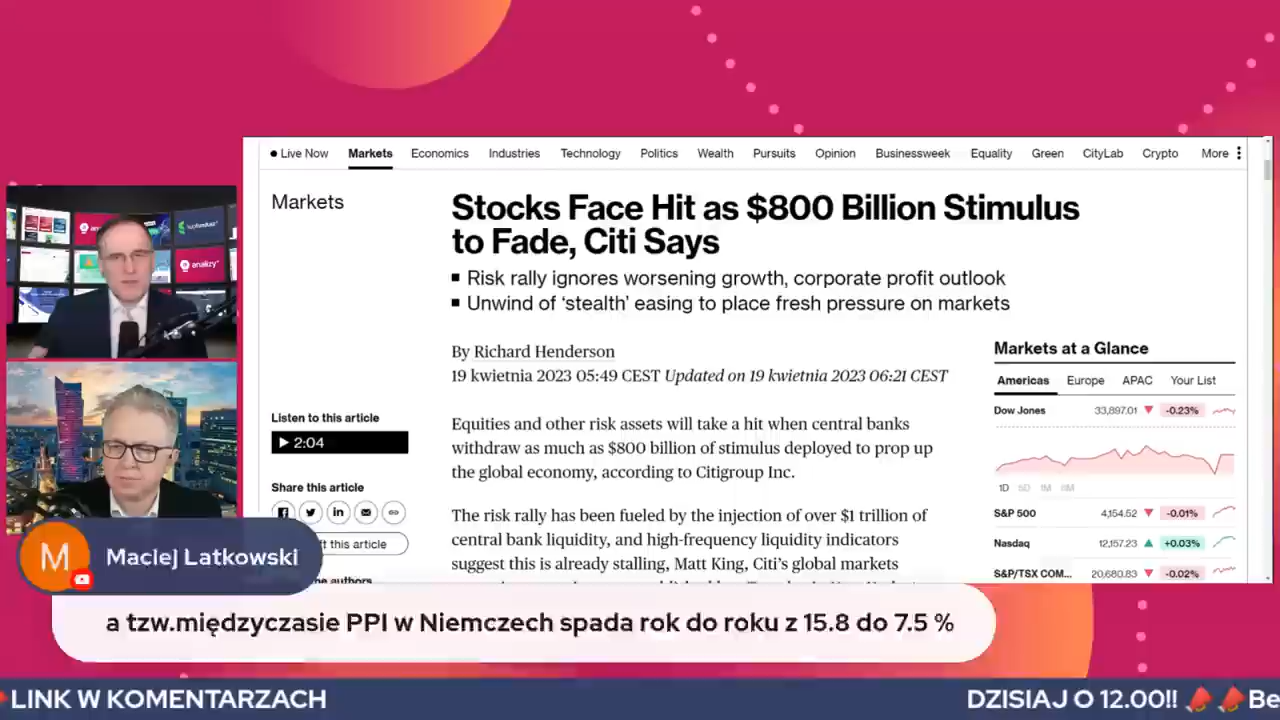 Live Now Markets Economics Industries Technology Politics Wealth Pursuits Opinion Businessweek Equality Green CityLab Crypto More
Markets
Stocks Face Hit as $800 Billion Stimulus
to Fade, Citi Says
Risk rally ignores worsening growth, corporate profit outlook
Unwind of ‘stealth’ easing to place fresh pressure on markets
By Richard Henderson
19 kwietnia 2023 05:49 CEST Updated on 19 kwietnia 2023 06:21 CEST
Listen to this article
2:04
Share this article
ft this article
Equities and other risk assets will take a hit when central banks
withdraw as much as $800 billion of stimulus deployed to prop up
the global economy, according to Citigroup Inc.
The risk rally has been fueled by the injection of over $1 trillion of
central bank liquidity, and high-frequency liquidity indicators
suggest this is already stalling, Matt King, Citi’s global markets
Markets at a Glance
Americas Europe APAC Your List
Dow Jones 33,897.01 -0.23%
1D 5D 1M 6M
S&P 500 4,154.52 -0.01%
Nasdaq 12,157.23 +0.03%
S&P/TSX COM... 20,680.83 -0.02%
analizy
M
Maciej Latkowski
a tzw.międzyczasie PPI w Niemczech spada rok do roku z 15.8 do 7.5 %
LINK W KOMENTARZACH DZISIAJ O 12.00!! Be